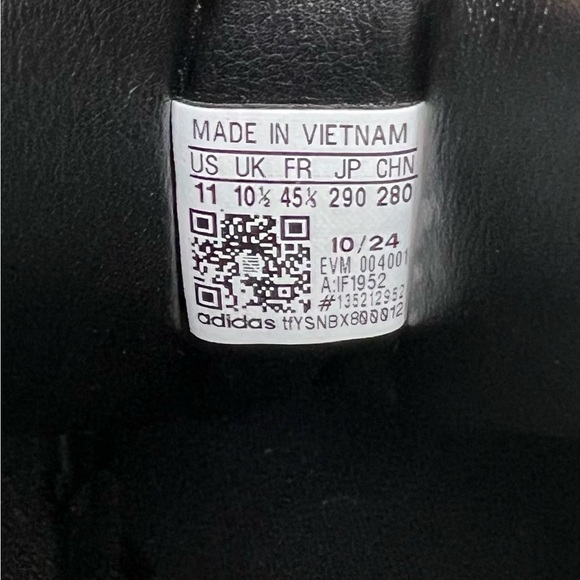 MADE IN VIETNAM
US UK FR JP CHN
11 10½ 45⅓ 290 280
10/24
EVM 004001
A:IF1952
#135212952
adidas tfYSNBX800012